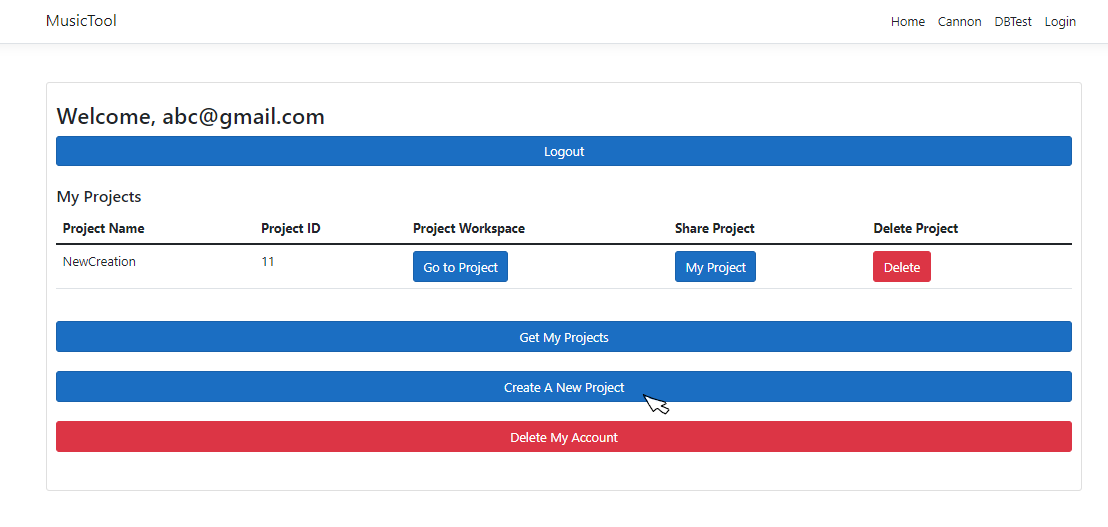 MusicTool Home Cannon DBTest Login
Welcome, abc@gmail.com
Logout
My Projects
Project Name Project ID Project Workspace Share Project Delete Project
NewCreation 11 Go to Project My Project Delete
Get My Projects
Create A New Project
Delete My Account